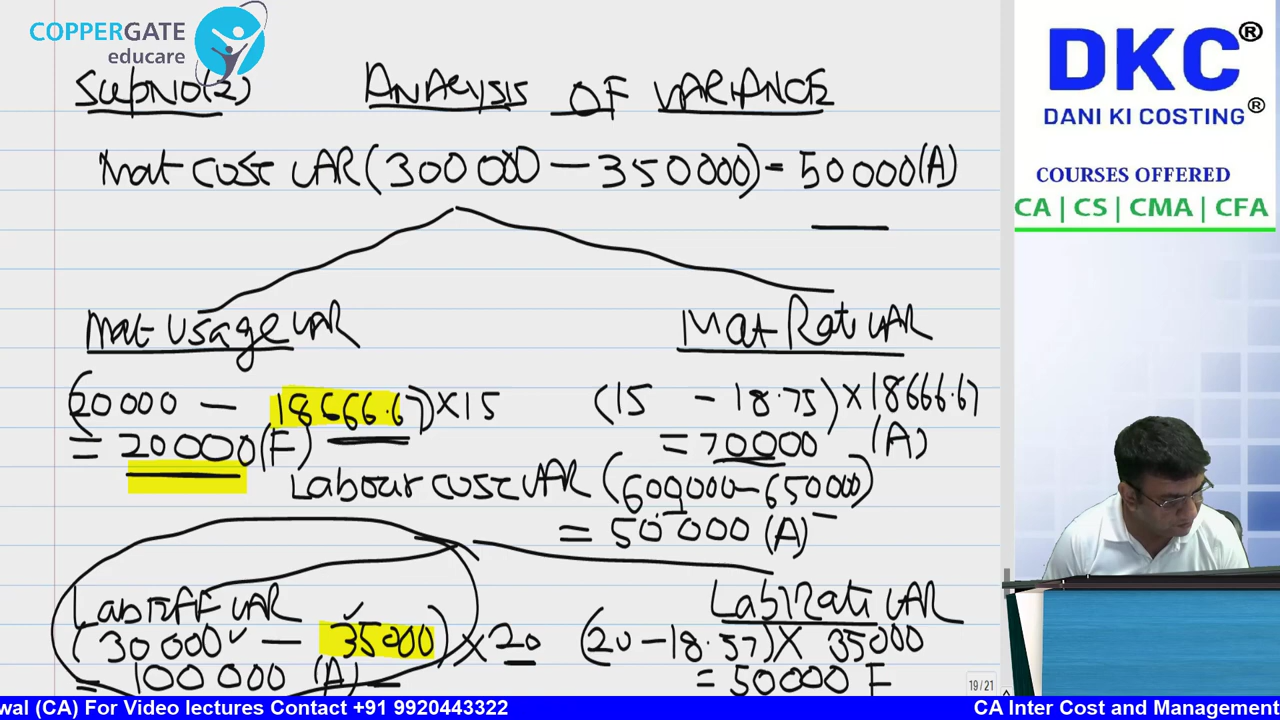 COPPERGATE
educare
SubNO(2) ANALYSIS OF VARIANCE
Mat cost VAR (300000 — 350000) = 50000(A)
Mat Usage VAR Mat Rate VAR
(20000 — 18666.67) × 15 (15 - 18.75) × 18666.67
= 20000 (F) = 70000 (A)
Labour cost VAR (600000 — 650000)
= 50000 (A)
Lab EFF VAR Lab Rate VAR
(30000 — 35000) × 20 (20 - 18.57) × 35000
= 100000 (A) = 50000 F
19/21
DKC®
DANI KI COSTING®
COURSES OFFERED
CA | CS | CMA | CFA
wal (CA) For Video lectures Contact +91 9920443322 CA Inter Cost and Management